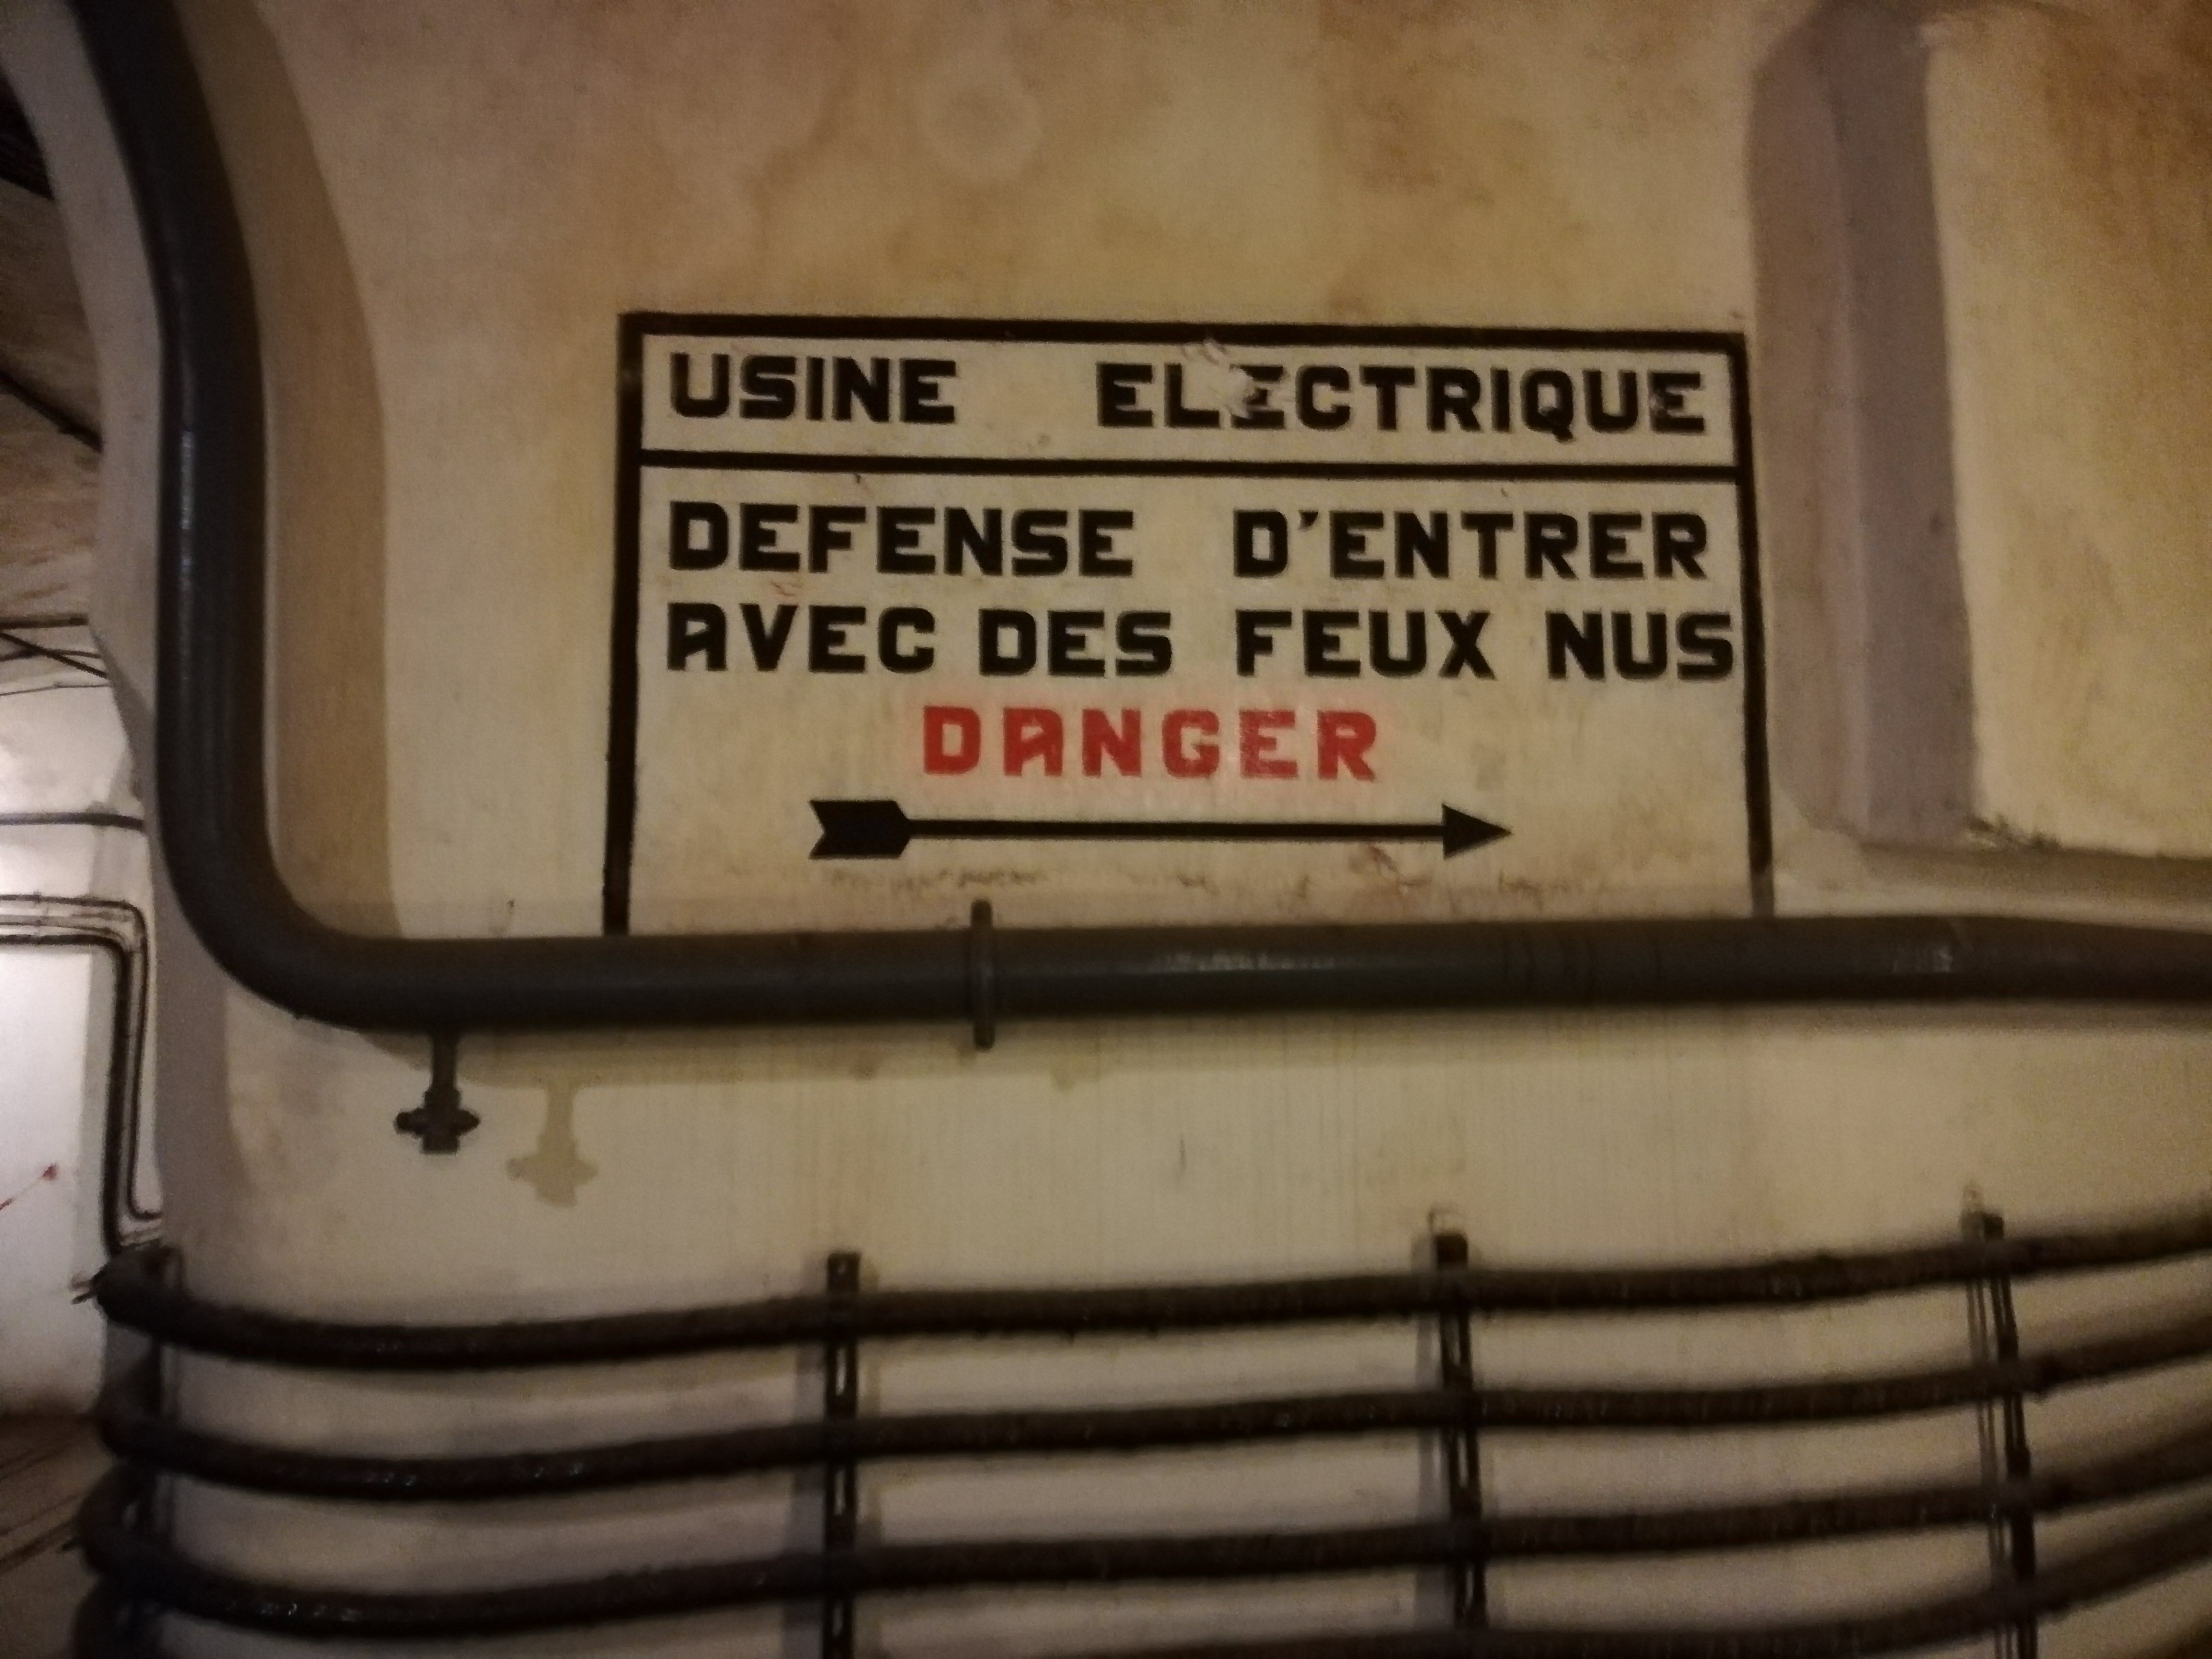 USINE ELECTRIQUE
DEFENSE D'ENTRER
AVEC DES FEUX NUS
DANGER